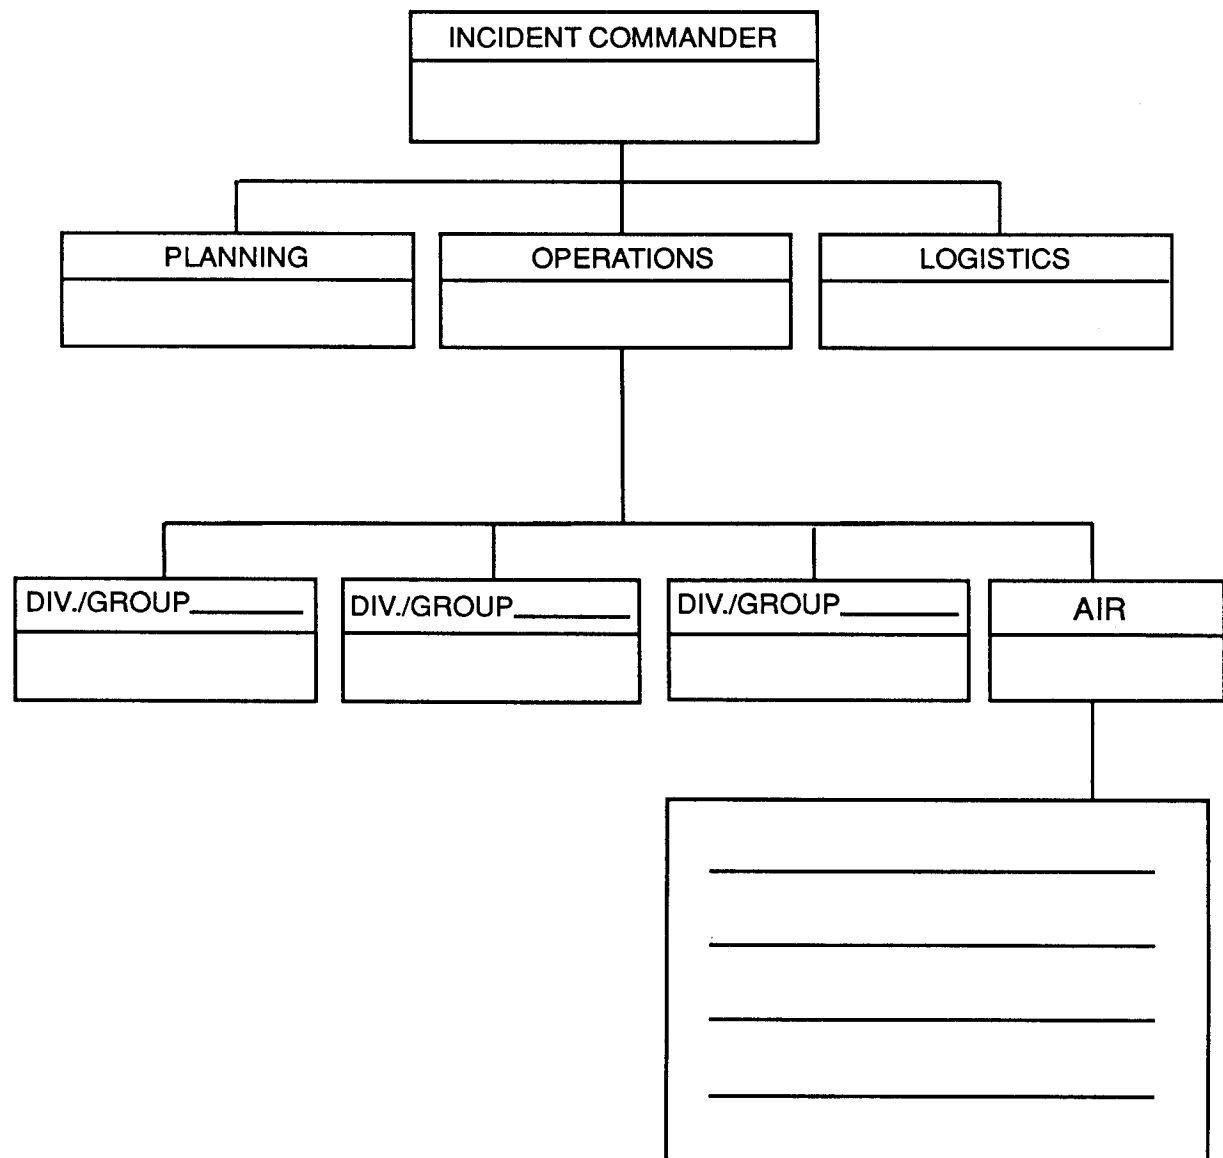 INCIDENT COMMANDER
PLANNING
OPERATIONS
LOGISTICS
DIV./GROUP
DIV./GROUP
DIV./GROUP
AIR